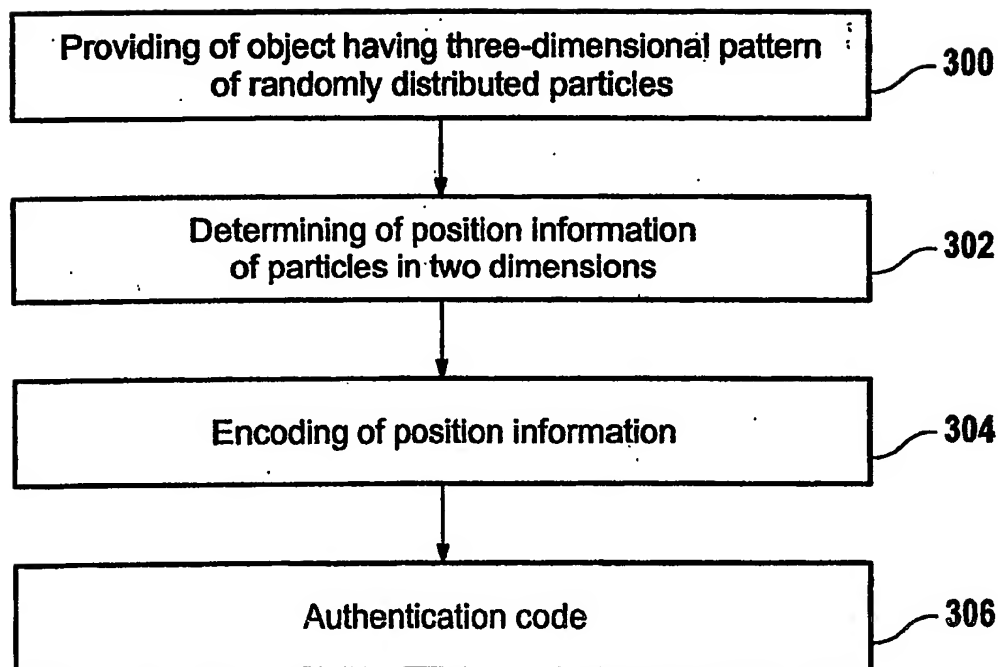 Providing of object having three-dimensional pattern
of randomly distributed particles
300
Determining of position information
of particles in two dimensions
302
Encoding of position information
304
Authentication code
306